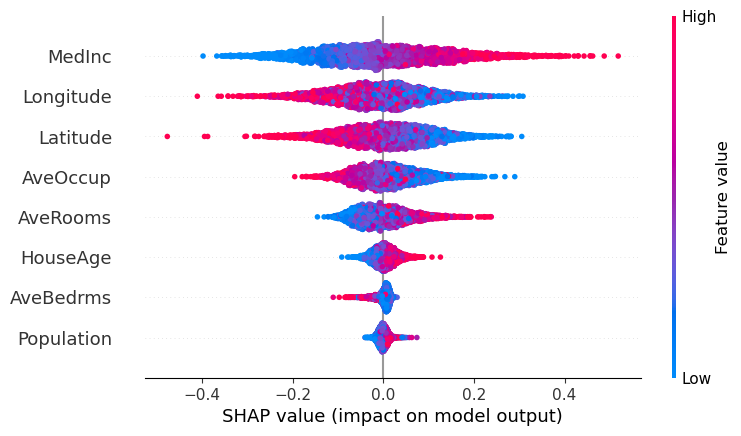 High
MedInc
Longitude
Latitude
AveOccup
AveRooms
HouseAge
AveBedrms
Population
Feature value
Low
−0.4 −0.2 0.0 0.2 0.4
SHAP value (impact on model output)